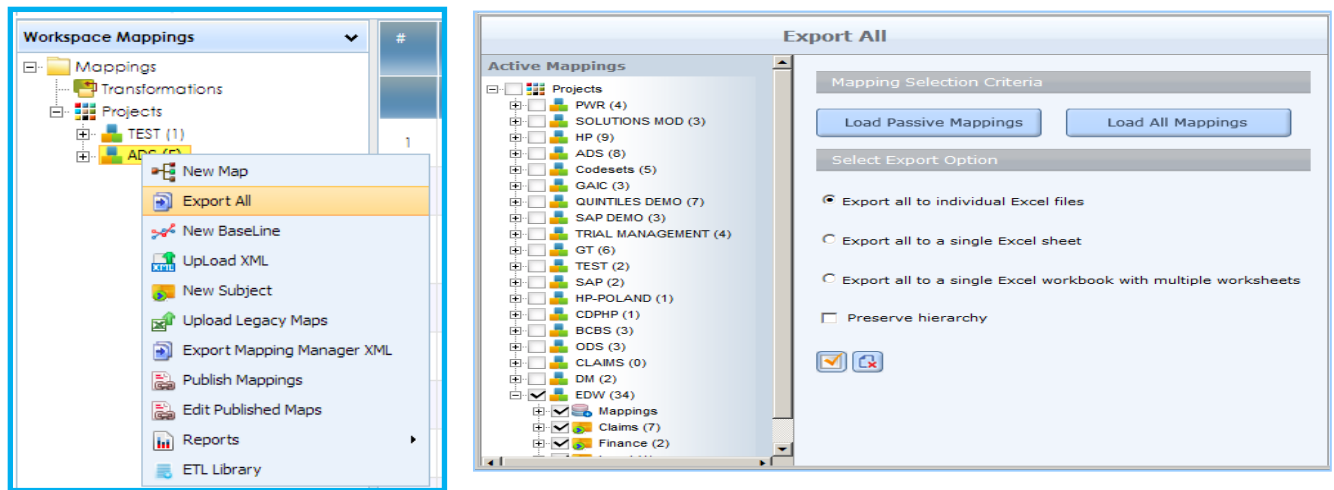 Workspace Mappings
#
Mappings
Transformations
Projects
TEST (1)
1
ADS (5)
New Map
Export All
New BaseLine
UpLoad XML
New Subject
Upload Legacy Maps
Export Mapping Manager XML
Publish Mappings
Edit Published Maps
Reports
ETL Library
Export All
Active Mappings
Projects
PWR (4)
SOLUTIONS MOD (3)
HP (9)
ADS (8)
Codesets (5)
GAIC (3)
QUINTILES DEMO (7)
SAP DEMO (3)
TRIAL MANAGEMENT (4)
GT (6)
TEST (2)
SAP (2)
HP-POLAND (1)
CDPHP (1)
BCBS (3)
ODS (3)
CLAIMS (0)
DM (2)
EDW (34)
Mappings
Claims (7)
Finance (2)
Mapping Selection Criteria
Load Passive Mappings
Load All Mappings
Select Export Option
Export all to individual Excel files
Export all to a single Excel sheet
Export all to a single Excel workbook with multiple worksheets
Preserve hierarchy